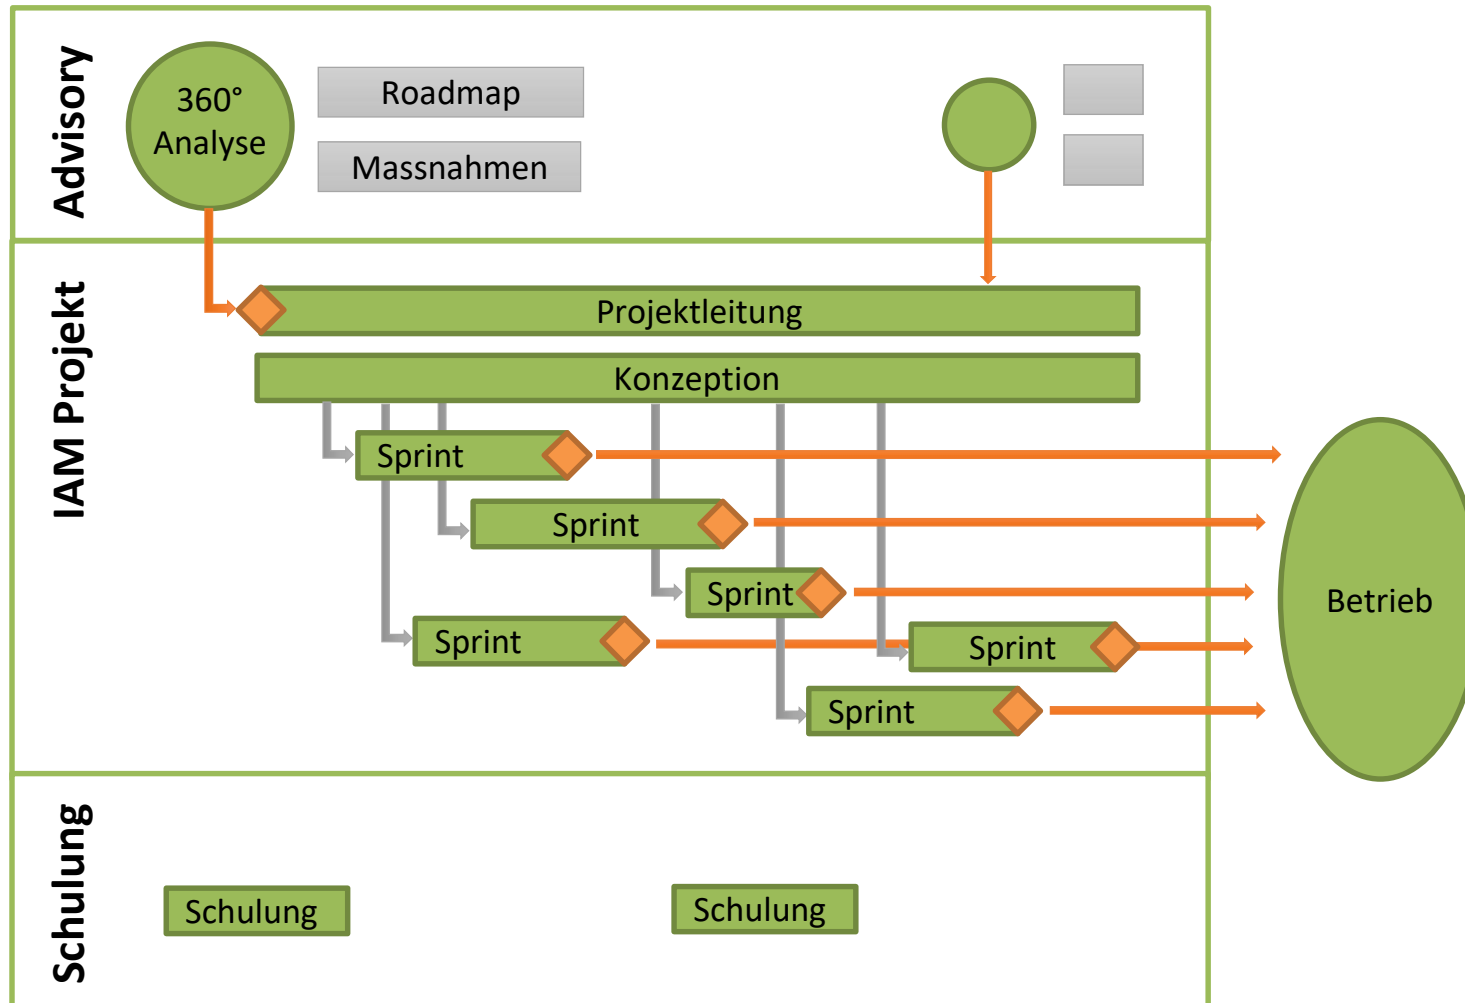 Advisory
360°
Analyse
Roadmap
Massnahmen
IAM Projekt
Projektleitung
Konzeption
Sprint
Sprint
Sprint
Sprint
Sprint
Sprint
Betrieb
Schulung
Schulung
Schulung